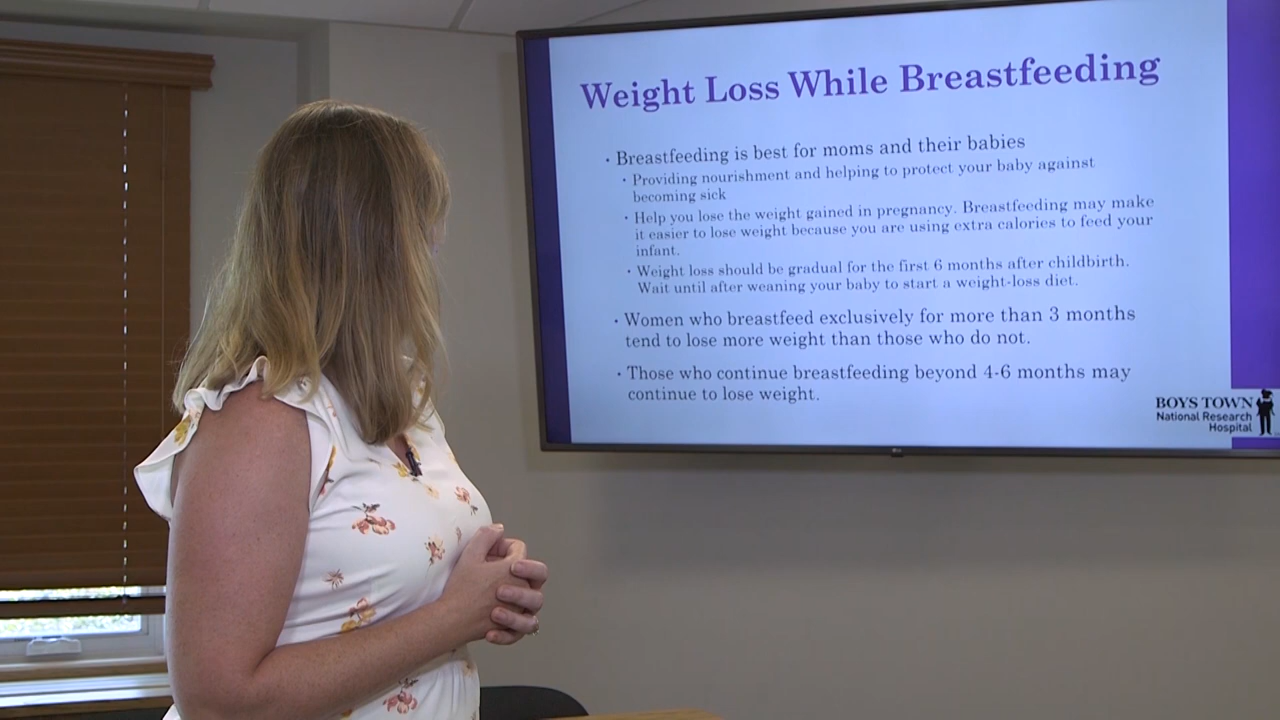 Weight Loss While Breastfeeding
· Breastfeeding is best for moms and their babies
· Providing nourishment and helping to protect your baby against
becoming sick
· Help you lose the weight gained in pregnancy. Breastfeeding may make
it easier to lose weight because you are using extra calories to feed your
infant.
· Weight loss should be gradual for the first 6 months after childbirth.
Wait until after weaning your baby to start a weight-loss diet.
· Women who breastfeed exclusively for more than 3 months
tend to lose more weight than those who do not.
· Those who continue breastfeeding beyond 4-6 months may
continue to lose weight.
BOYS TOWN
National Research
Hospital
LG